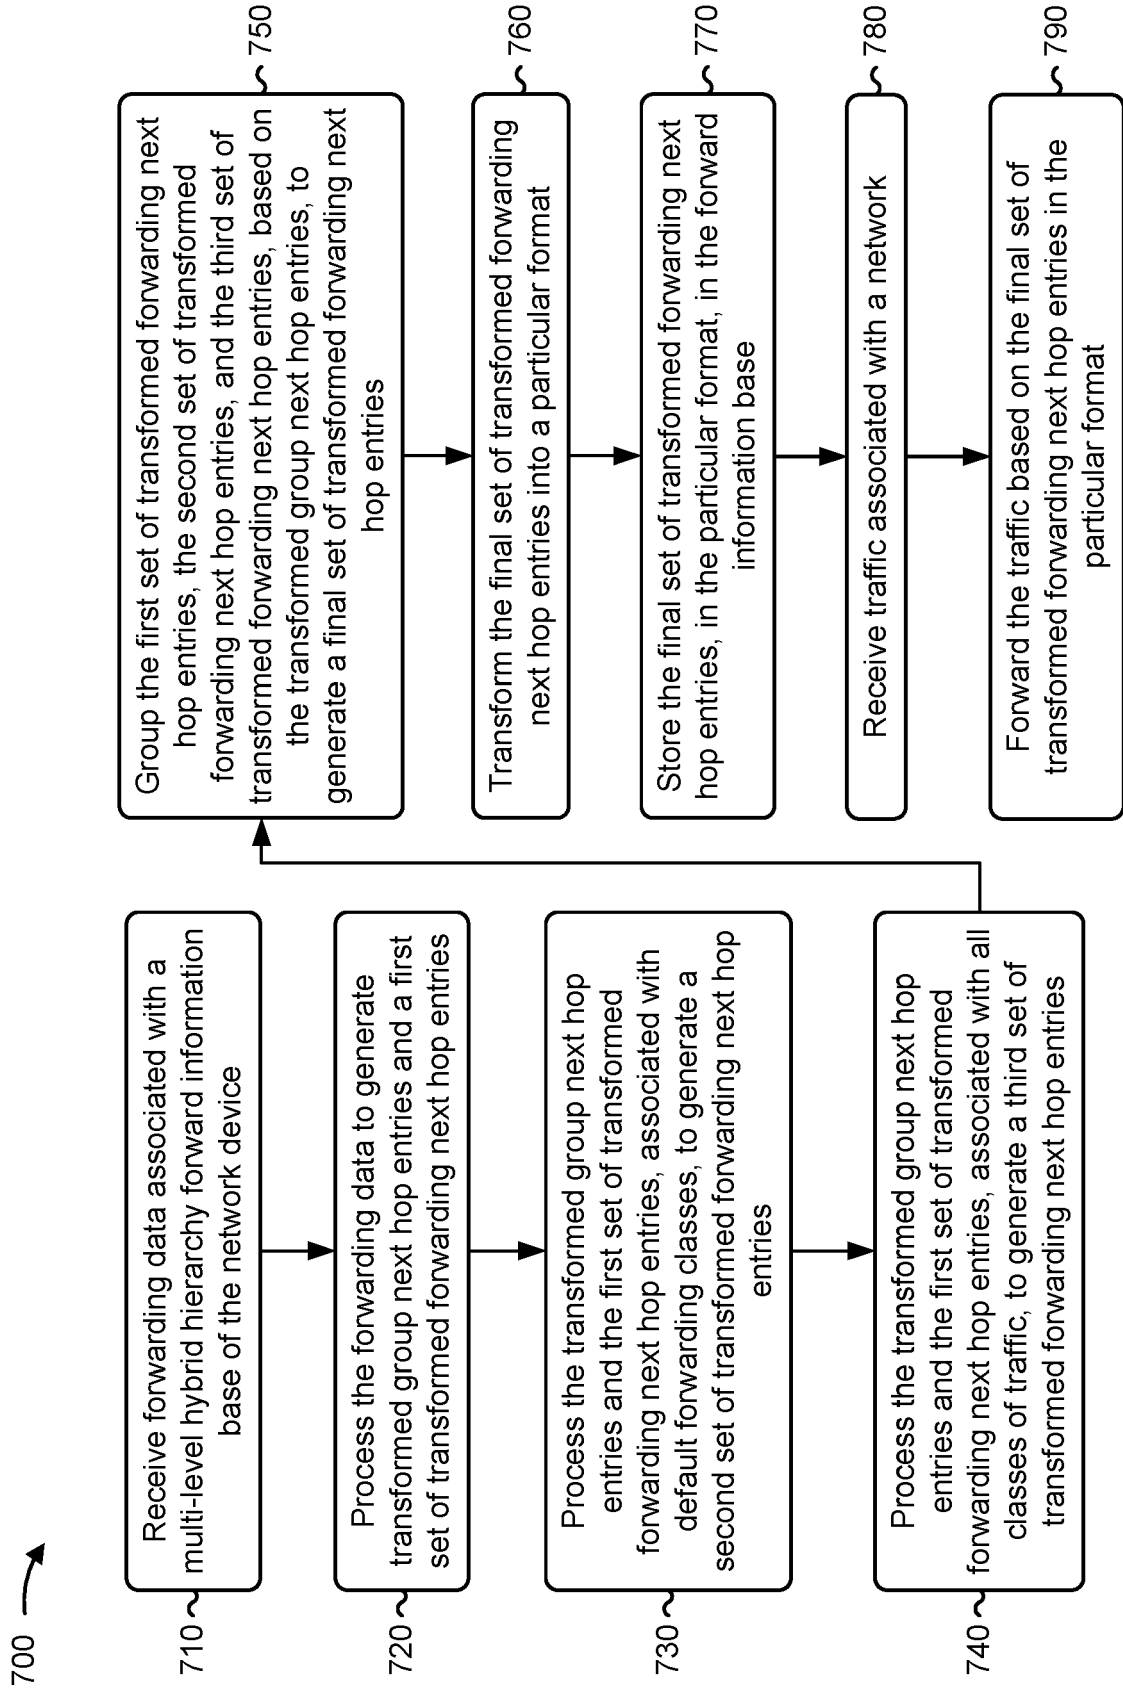 700
710
Receive forwarding data associated with a
multi-level hybrid hierarchy forward information
base of the network device
720
Process the forwarding data to generate
transformed group next hop entries and a first
set of transformed forwarding next hop entries
730
Process the transformed group next hop
entries and the first set of transformed
forwarding next hop entries, associated with
default forwarding classes, to generate a
second set of transformed forwarding next hop
entries
740
Process the transformed group next hop
entries and the first set of transformed
forwarding next hop entries, associated with all
classes of traffic, to generate a third set of
transformed forwarding next hop entries
750
Group the first set of transformed forwarding next
hop entries, the second set of transformed
forwarding next hop entries, and the third set of
transformed forwarding next hop entries, based on
the transformed group next hop entries, to
generate a final set of transformed forwarding next
hop entries
760
Transform the final set of transformed forwarding
next hop entries into a particular format
770
Store the final set of transformed forwarding next
hop entries, in the particular format, in the forward
information base
780
Receive traffic associated with a network
790
Forward the traffic based on the final set of
transformed forwarding next hop entries in the
particular format